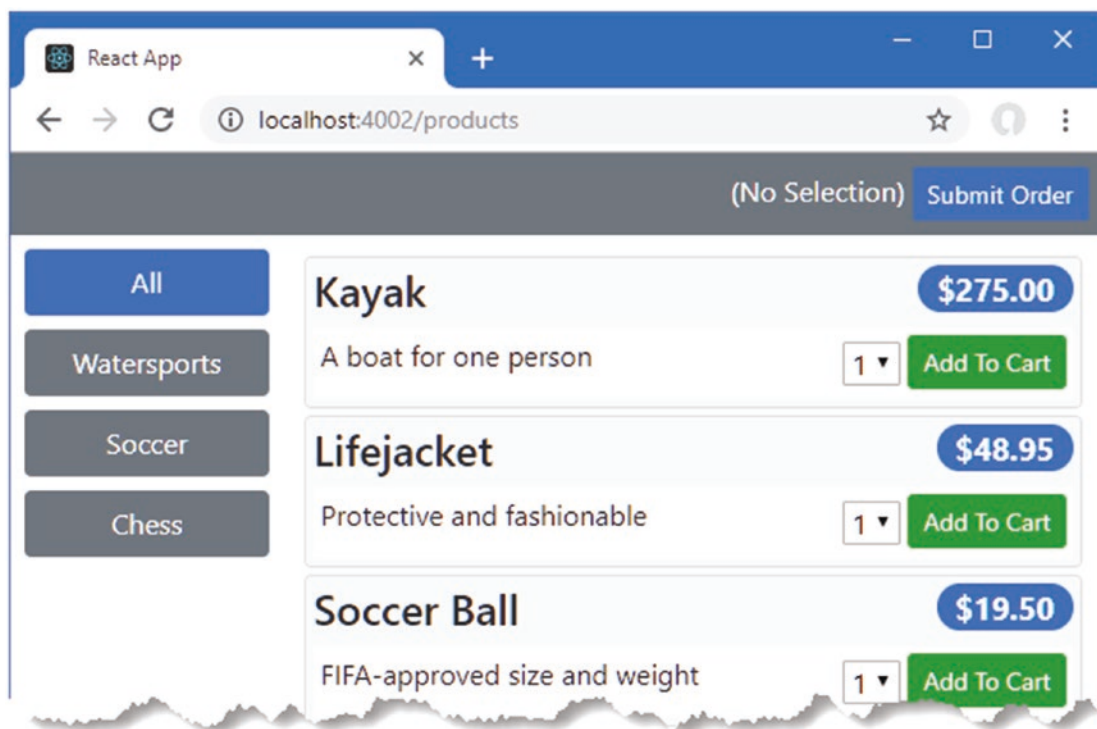 React App
localhost:4002/products
(No Selection) Submit Order
All
Watersports
Soccer
Chess
Kayak $275.00
A boat for one person 1 Add To Cart
Lifejacket $48.95
Protective and fashionable 1 Add To Cart
Soccer Ball $19.50
FIFA-approved size and weight 1 Add To Cart